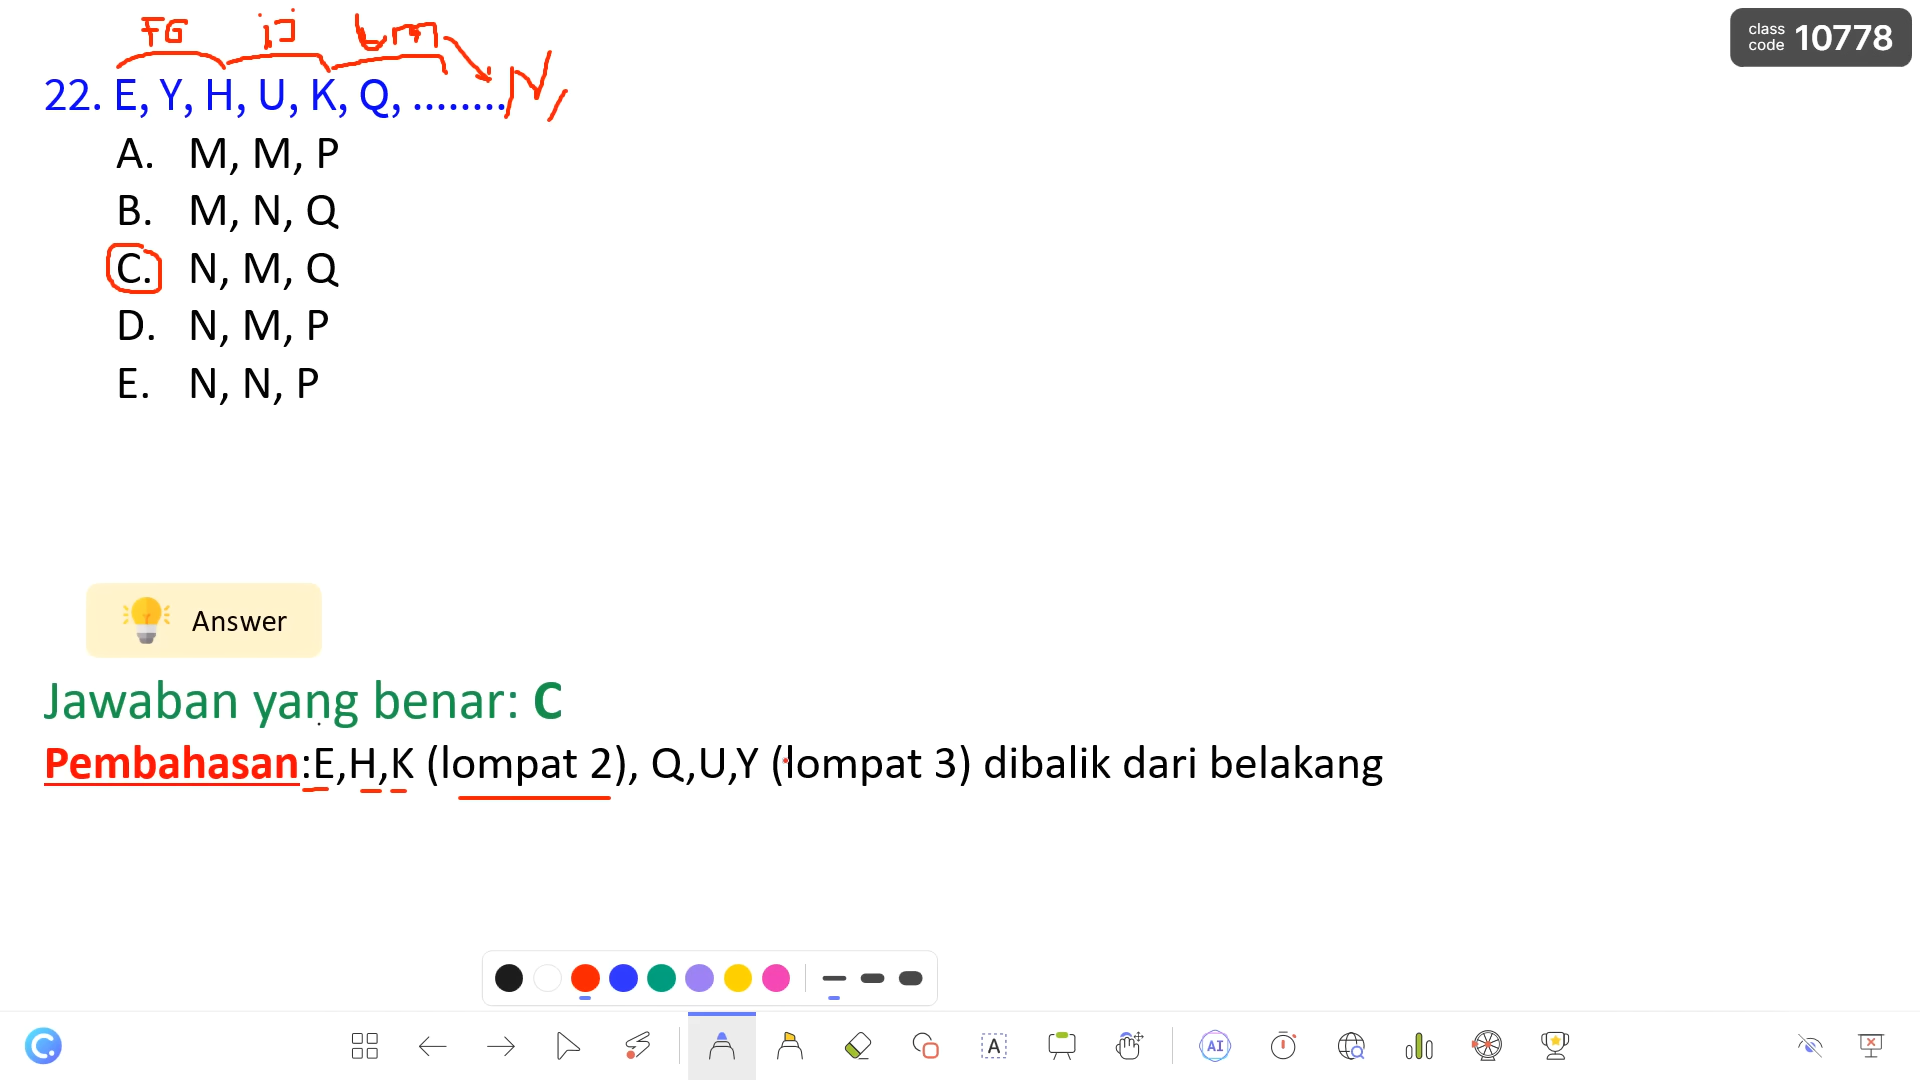 FG iJ Lm
class code 10778
22. E, Y, H, U, K, Q, ........ N,
A. M, M, P
B. M, N, Q
C. N, M, Q
D. N, M, P
E. N, N, P
Answer
Jawaban yang benar: C
Pembahasan:E,H,K (lompat 2), Q,U,Y (lompat 3) dibalik dari belakang
A
AI